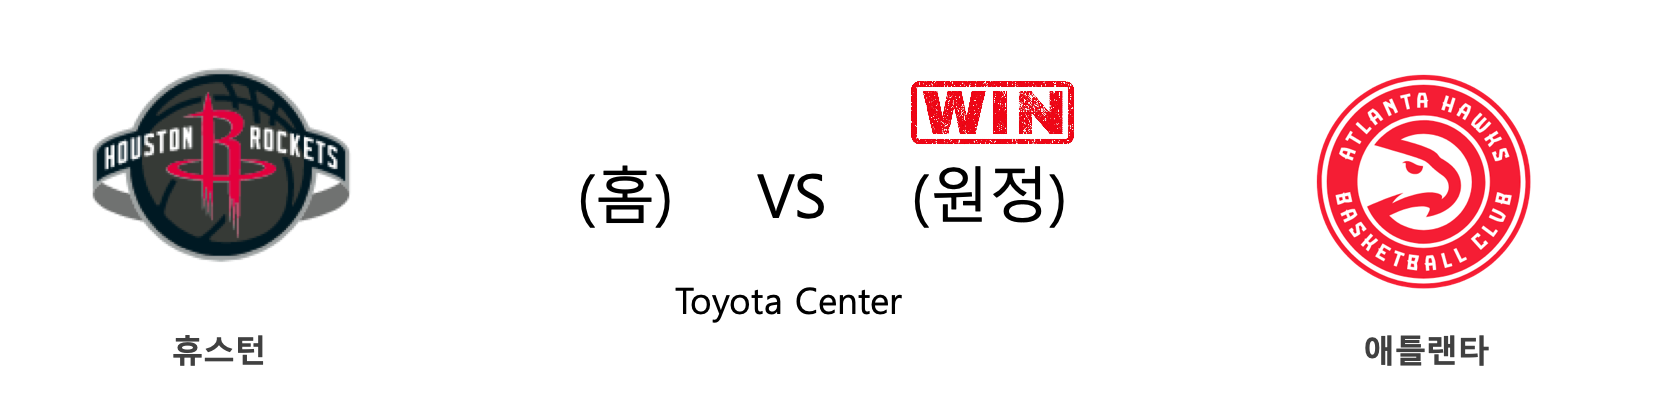 HOUSTON ROCKETS
WIN
(홈) VS (원정)
Toyota Center
ATLANTA HAWKS
BASKETBALL CLUB
휴스턴
애틀랜타